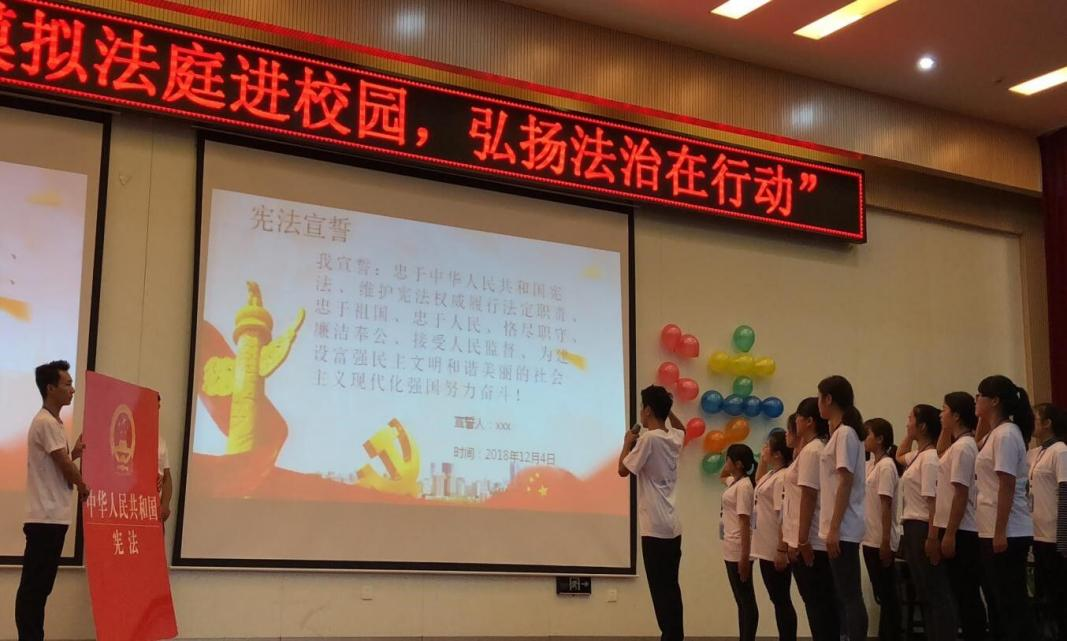 模拟法庭进校园，弘扬法治在行动”
宪法宣誓
我宣誓：忠于中华人民共和国宪
法、维护宪法权威履行法定职责、
忠于祖国、忠于人民、恪尽职守、
廉洁奉公、接受人民监督、为建
设富强民主文明和谐美丽的社会
主义现代化强国努力奋斗！
宣誓人：xxx
时间：2018年12月4日
中华人民共和国
宪法